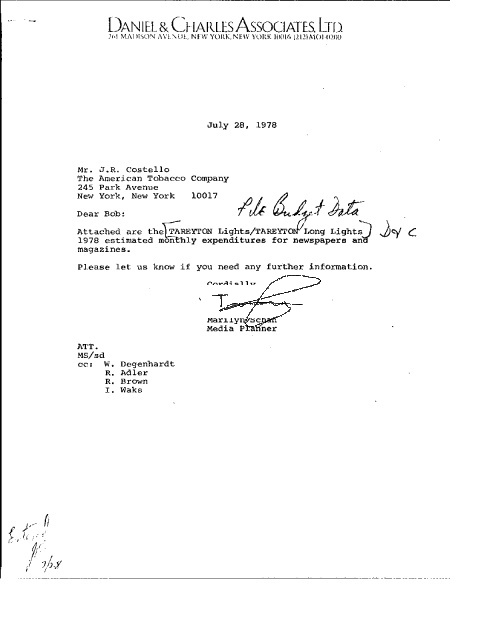 DANIEL & CHARLES ASSOCIATES, LTD.
261 MADISON AVENUE, NEW YORK, NEW YORK 10016 (212) MO1-0200
July 28, 1978
Mr. J.R. Costello
The American Tobacco Company
245 Park Avenue
New York, New York 10017
File Budget Data
Dear Bob:
Attached are the TAREYTON Lights/TAREYTON Long Lights
1978 estimated monthly expenditures for newspapers and
magazines.
Please let us know if you need any further information.
Cordially
Marilyn Schan
Media Planner
ATT.
MS/sd
cc: W. Degenhardt
R. Adler
R. Brown
I. Waks
7/28